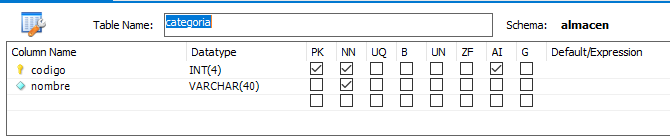 Table Name: categoria Schema: almacen
Column Name Datatype PK NN UQ B UN ZF AI G Default/Expression
codigo INT(4)
nombre VARCHAR(40)